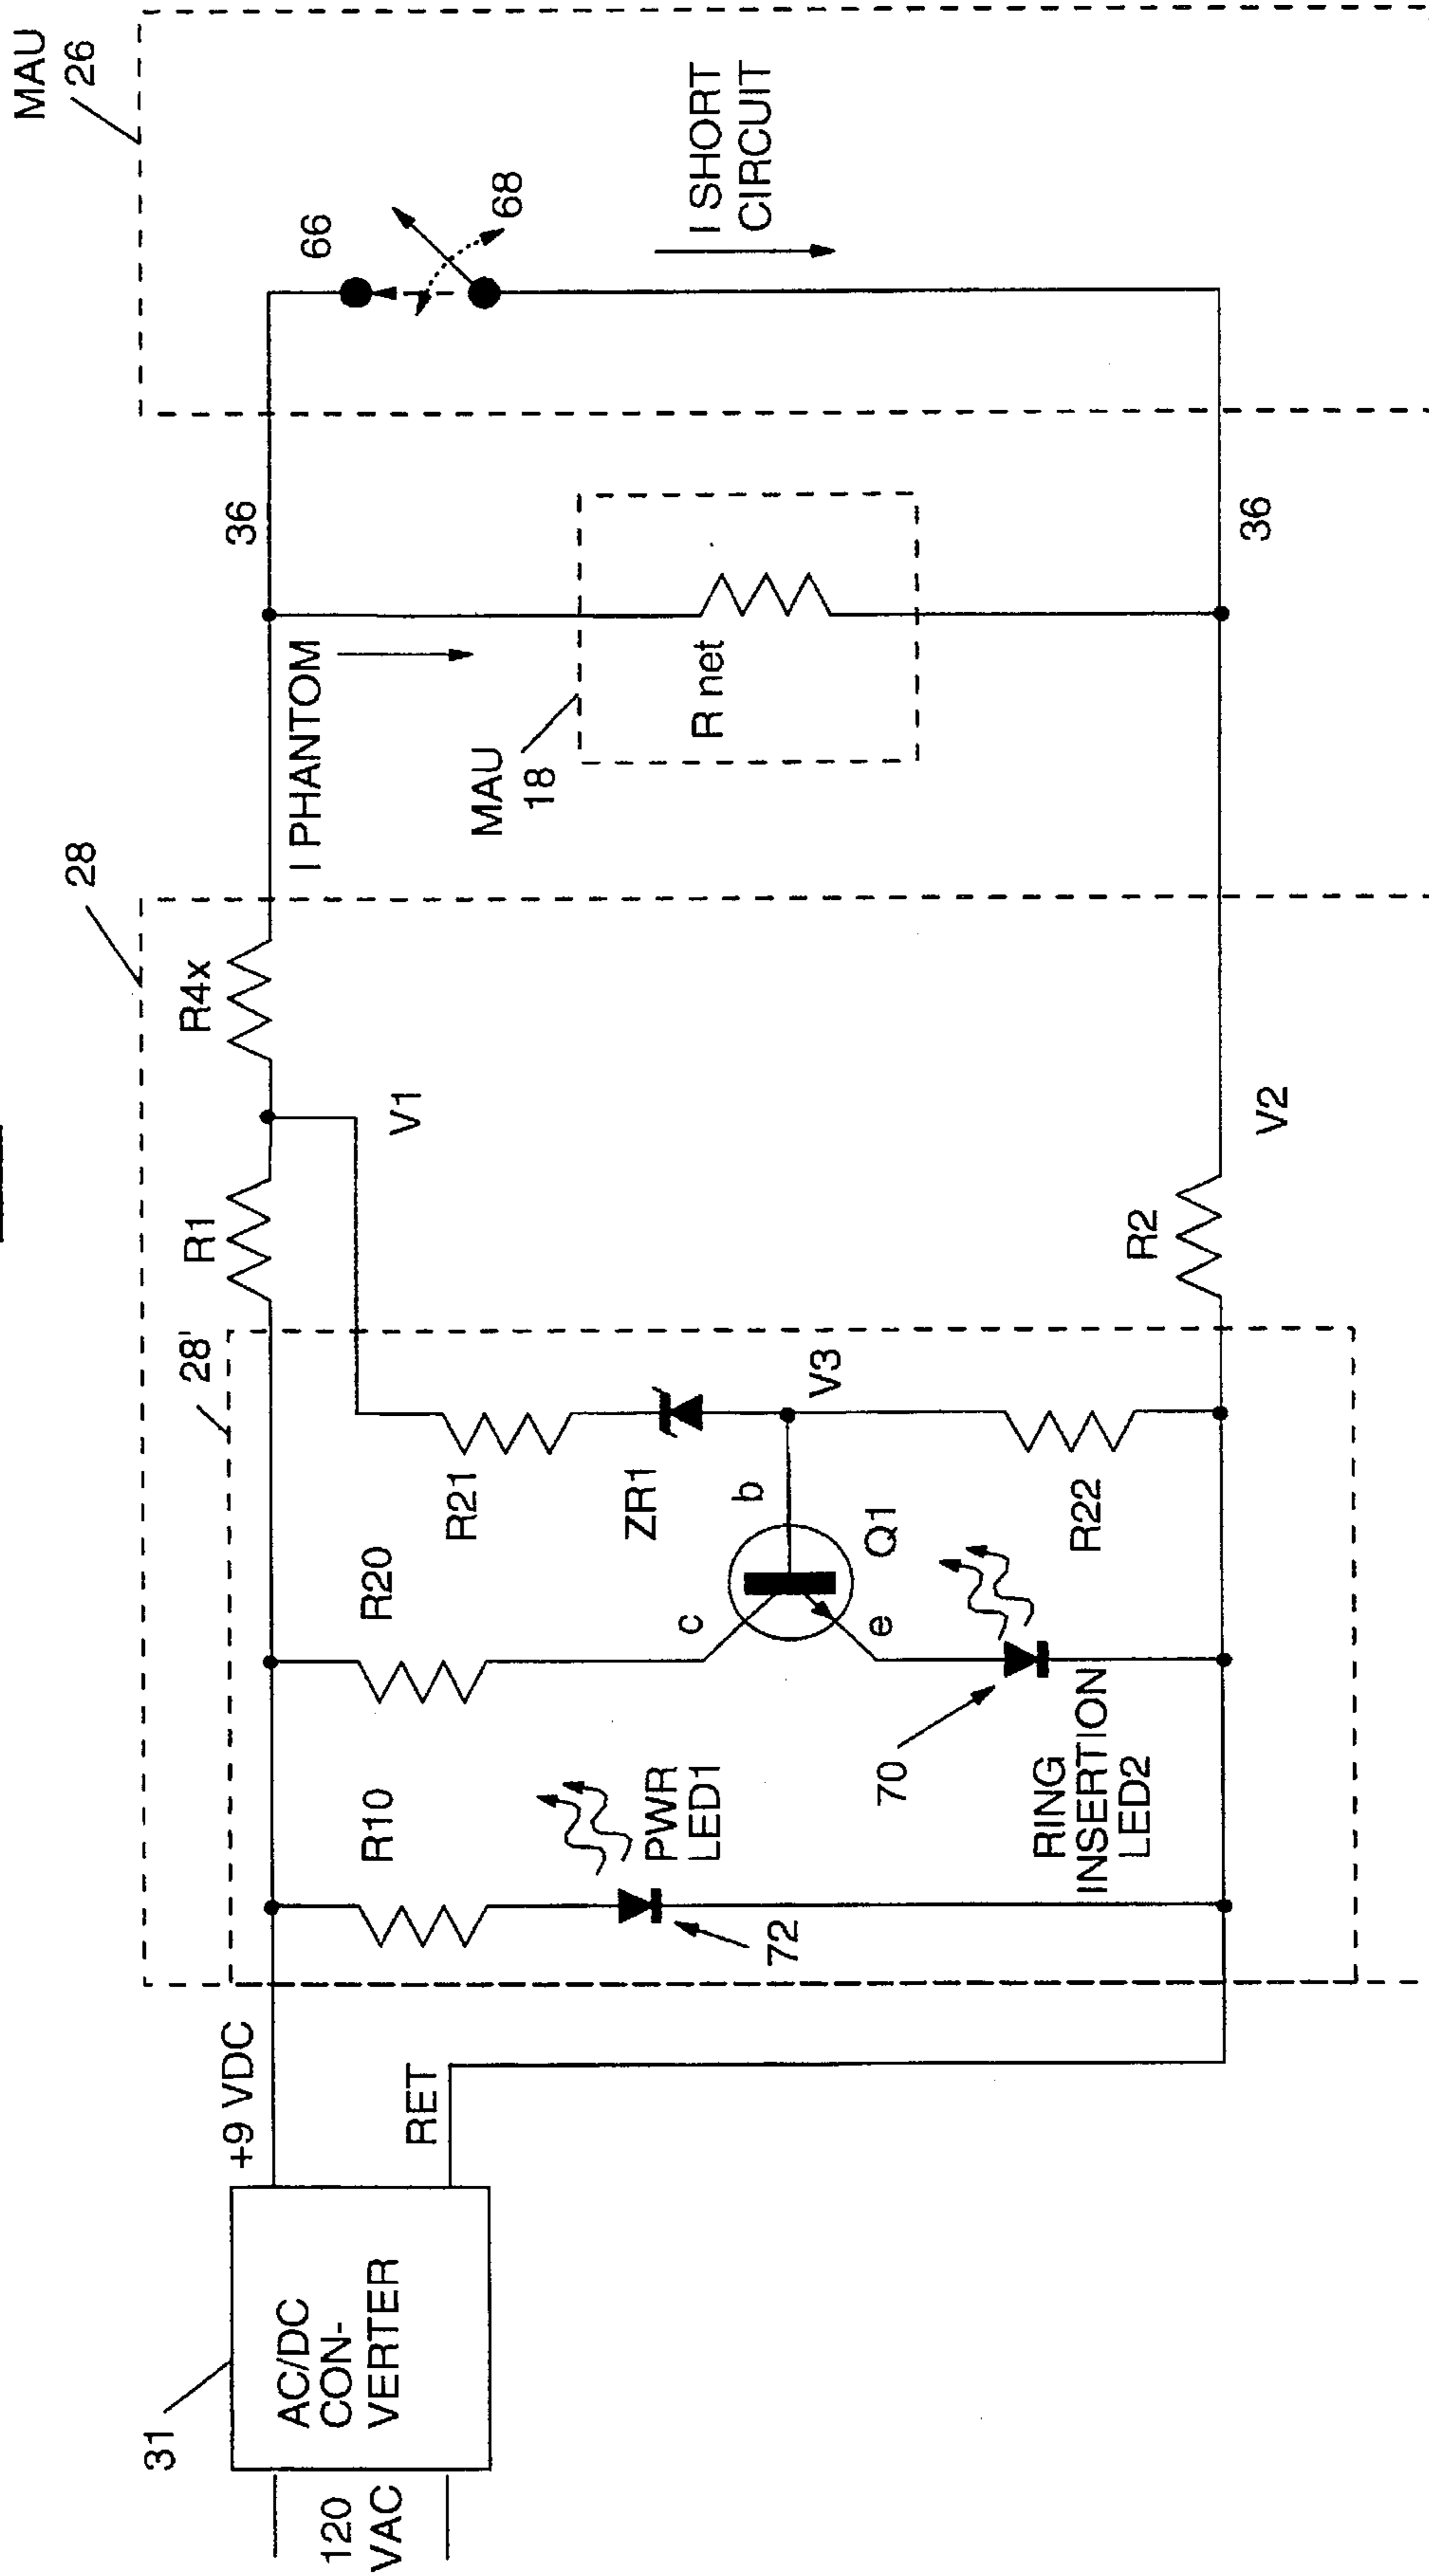 120
VAC
31
AC/DC
CON-
VERTER
+9 VDC
RET
28
28'
R10
72
PWR
LED1
R20
c
b
e
Q1
70
RING
INSERTION
LED2
R21
ZR1
V3
R22
R1
V1
R4x
R2
V2
I PHANTOM
MAU
18
R net
36
36
MAU
26
66
68
I SHORT
CIRCUIT